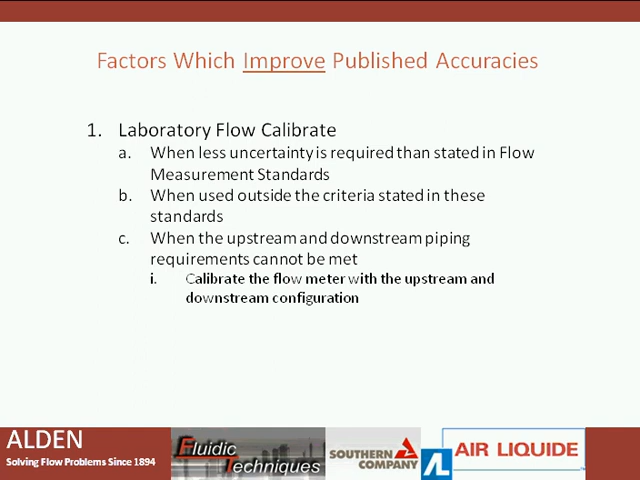 Factors Which Improve Published Accuracies
1. Laboratory Flow Calibrate
a. When less uncertainty is required than stated in Flow
Measurement Standards
b. When used outside the criteria stated in these
standards
c. When the upstream and downstream piping
requirements cannot be met
i. Calibrate the flow meter with the upstream and
downstream configuration
ALDEN
Solving Flow Problems Since 1894
Fluidic
Techniques
SOUTHERN
COMPANY
AL
AIR LIQUIDE